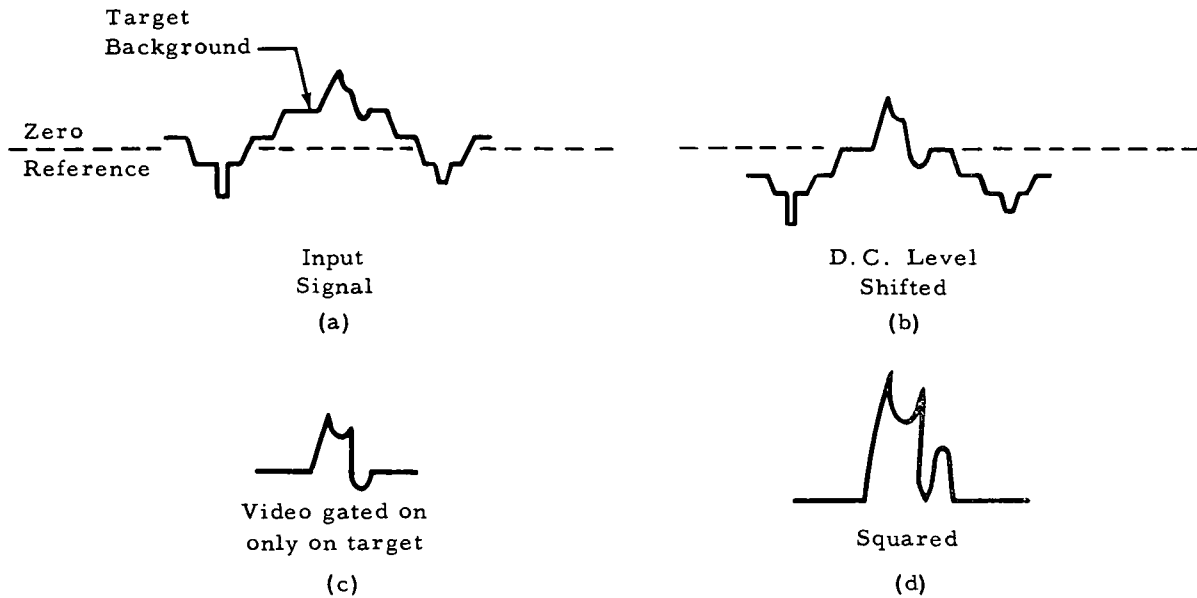 Target
Background
Zero
Reference
Input
Signal
(a)
D.C. Level
Shifted
(b)
Video gated on
only on target
(c)
Squared
(d)